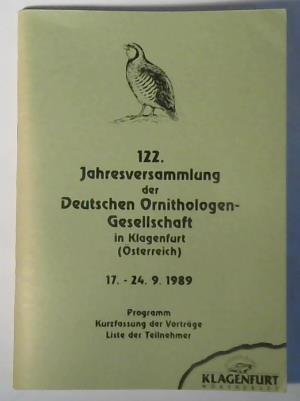 122.
Jahresversammlung
der
Deutschen Ornithologen-
Gesellschaft
in Klagenfurt
(Österreich)
17. - 24. 9. 1989
Programm
Kurzfassung der Vorträge
Liste der Teilnehmer
KLAGENFURT
WÖRTHERSEE